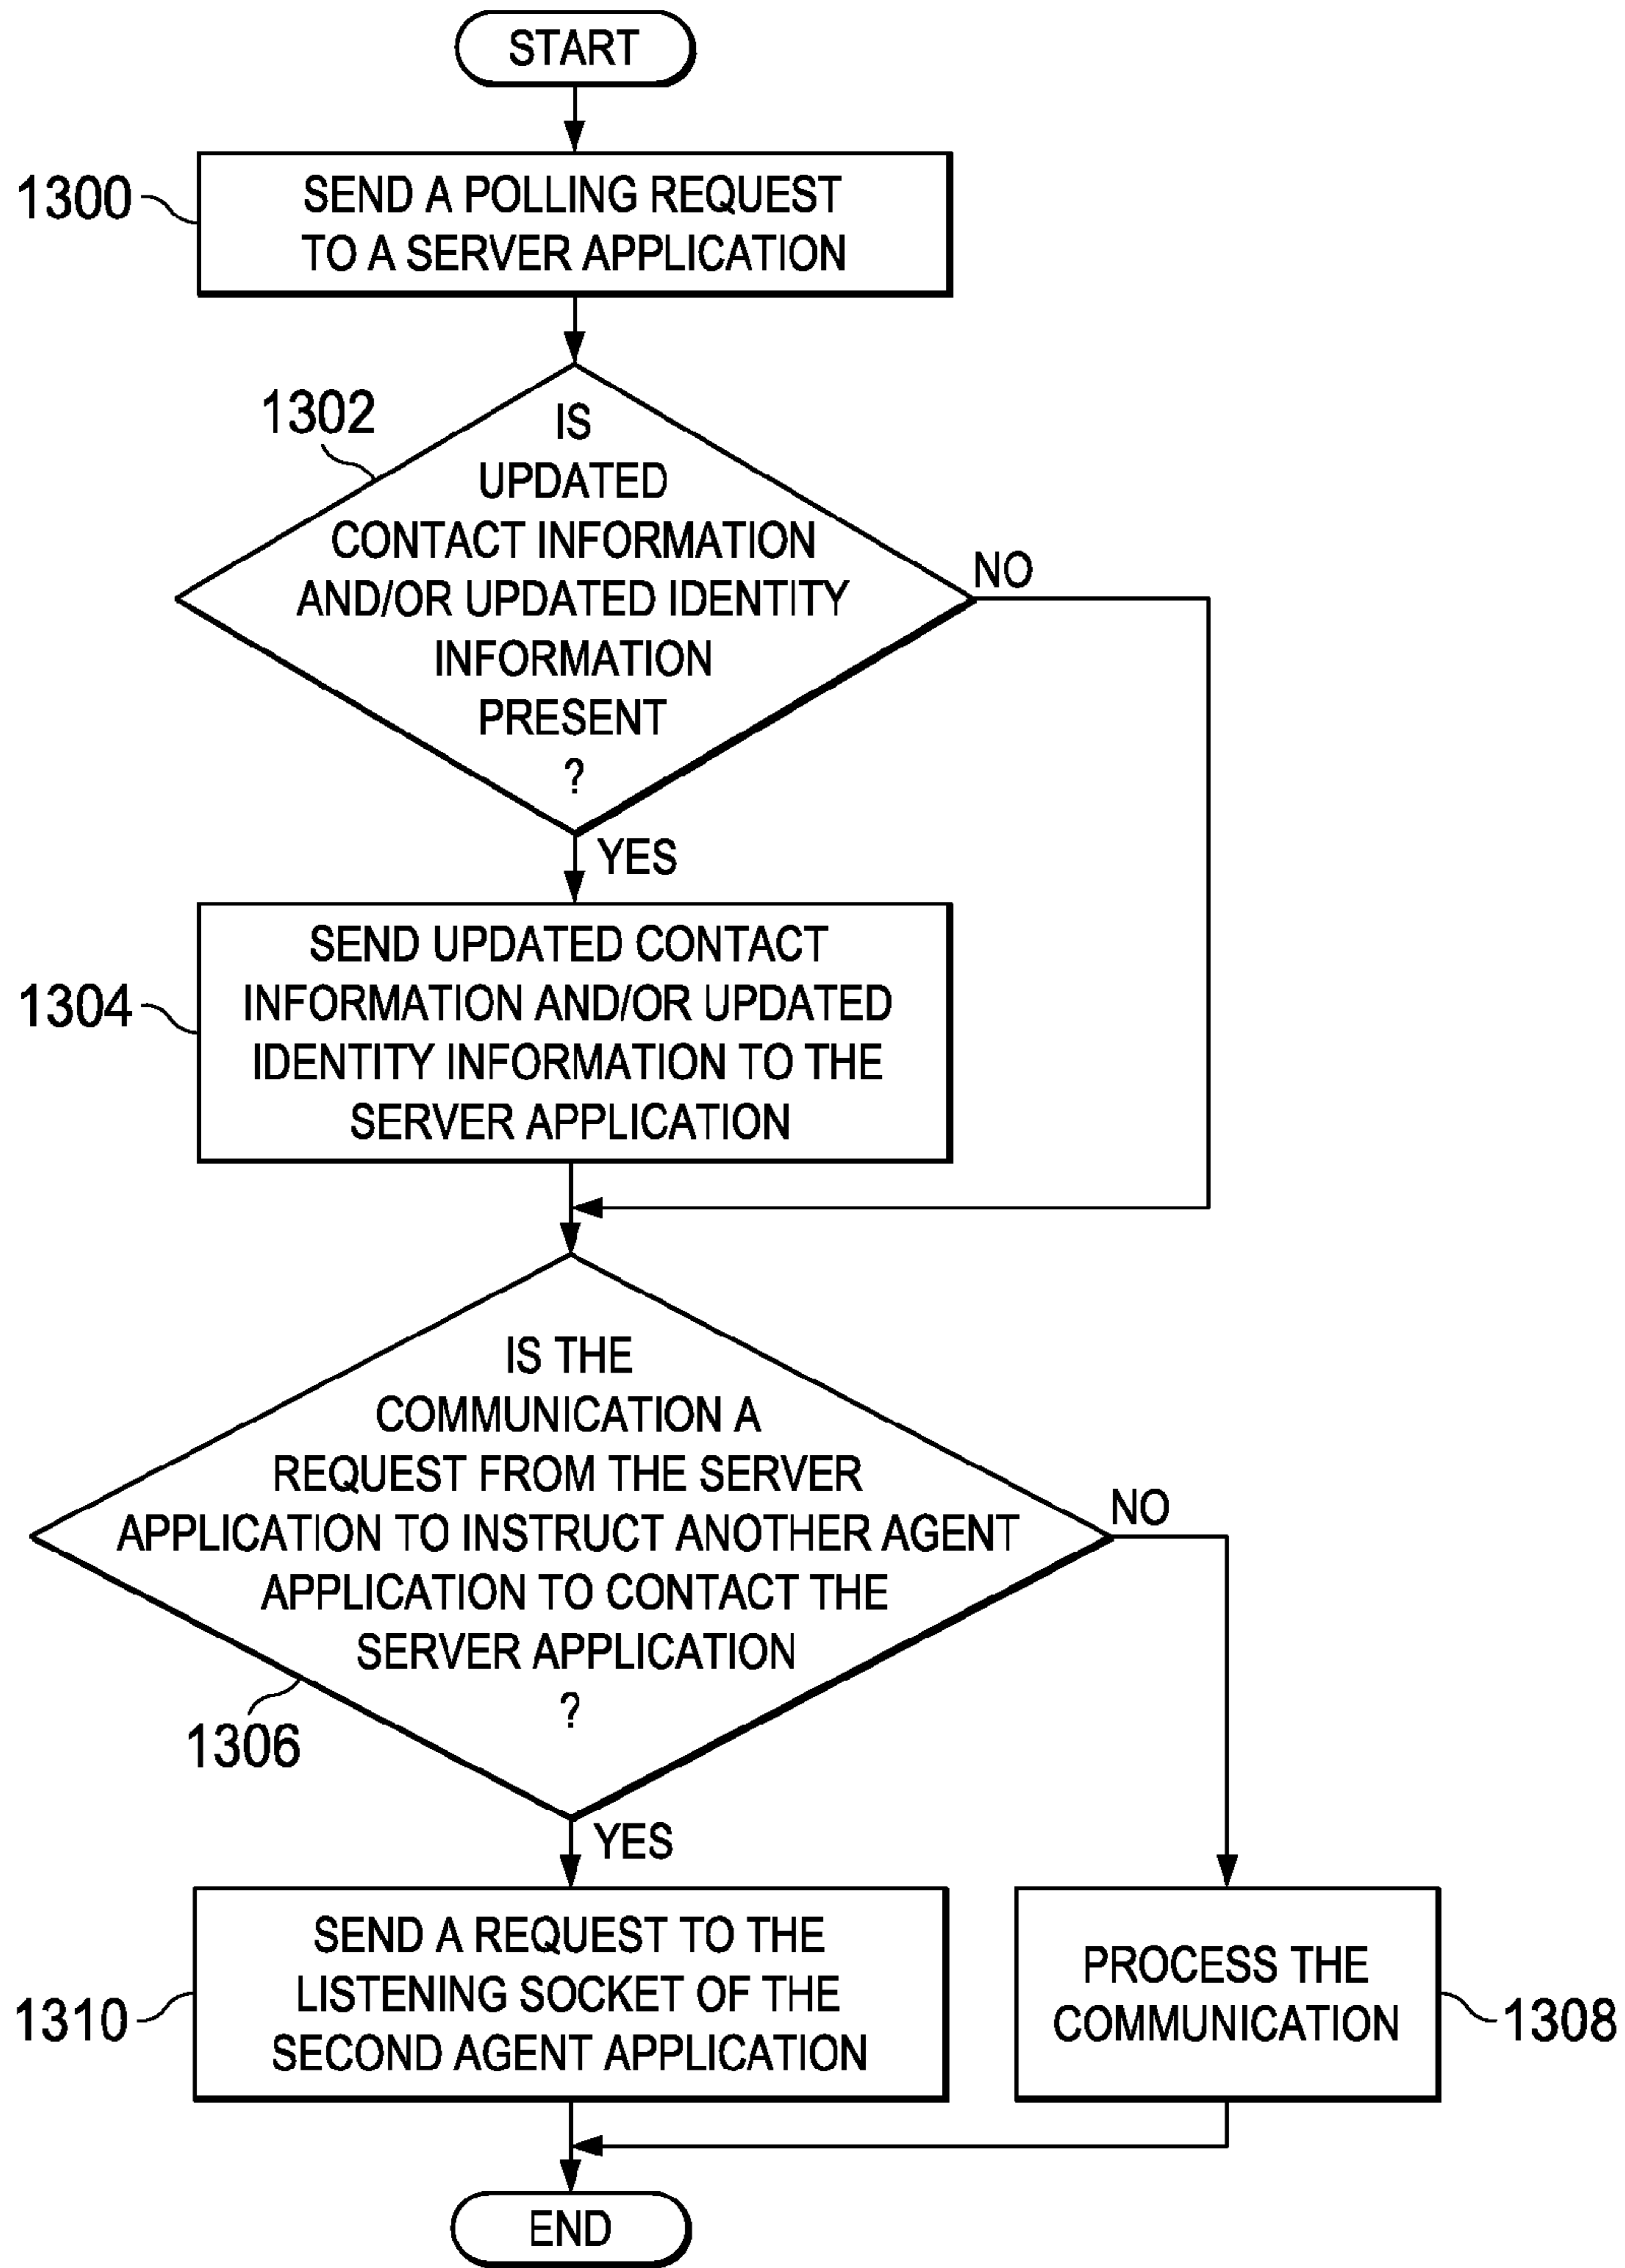 START
1300
SEND A POLLING REQUEST
TO A SERVER APPLICATION
1302
IS
UPDATED
CONTACT INFORMATION
AND/OR UPDATED IDENTITY
INFORMATION
PRESENT
?
NO
YES
1304
SEND UPDATED CONTACT
INFORMATION AND/OR UPDATED
IDENTITY INFORMATION TO THE
SERVER APPLICATION
IS THE
COMMUNICATION A
REQUEST FROM THE SERVER
APPLICATION TO INSTRUCT ANOTHER AGENT
APPLICATION TO CONTACT THE
SERVER APPLICATION
?
NO
1306
YES
1310
SEND A REQUEST TO THE
LISTENING SOCKET OF THE
SECOND AGENT APPLICATION
PROCESS THE
COMMUNICATION
1308
END